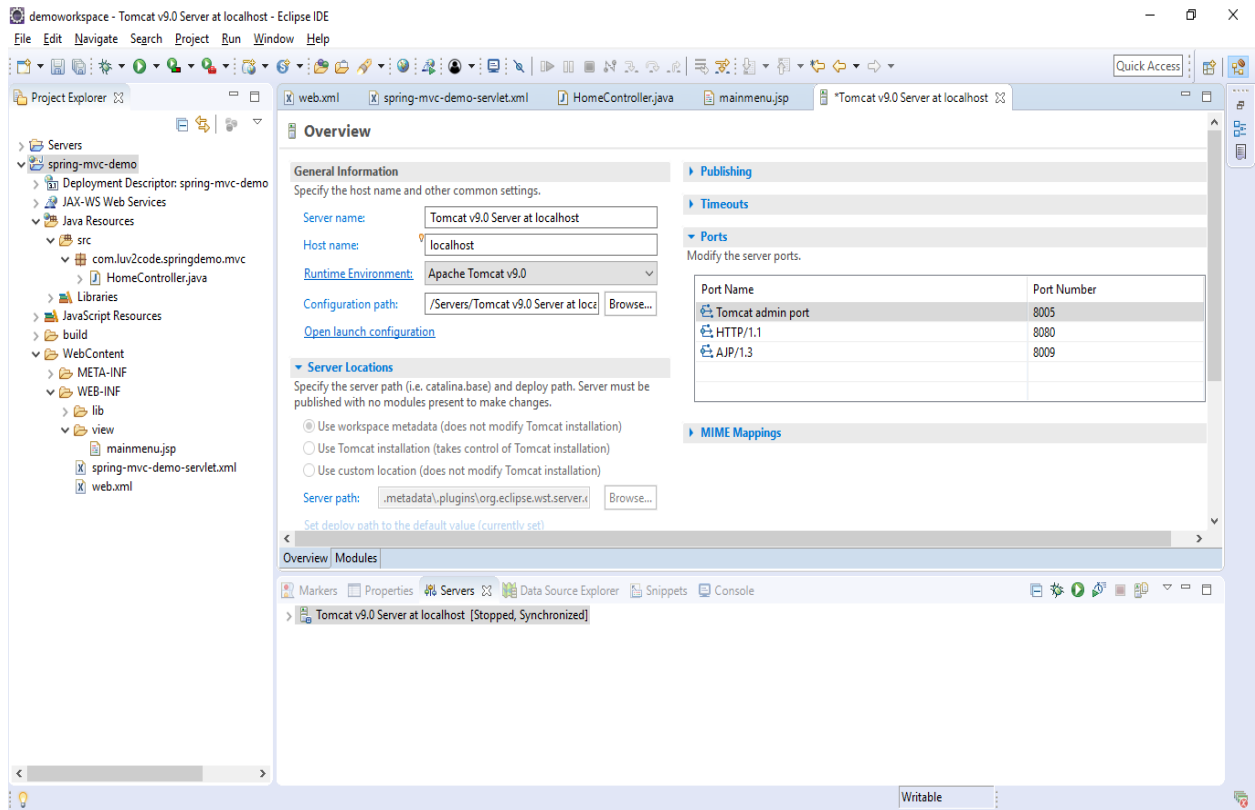 demoworkspace - Tomcat v9.0 Server at localhost - Eclipse IDE
File Edit Navigate Search Project Run Window Help
Quick Access
Project Explorer
web.xml
spring-mvc-demo-servlet.xml
HomeController.java
mainmenu.jsp
*Tomcat v9.0 Server at localhost
Servers
spring-mvc-demo
Deployment Descriptor: spring-mvc-demo
JAX-WS Web Services
Java Resources
src
com.luv2code.springdemo.mvc
HomeController.java
Libraries
JavaScript Resources
build
WebContent
META-INF
WEB-INF
lib
view
mainmenu.jsp
spring-mvc-demo-servlet.xml
web.xml
Overview
General Information
Specify the host name and other common settings.
Server name: Tomcat v9.0 Server at localhost
Host name: localhost
Runtime Environment: Apache Tomcat v9.0
Configuration path: /Servers/Tomcat v9.0 Server at loca Browse...
Open launch configuration
Server Locations
Specify the server path (i.e. catalina.base) and deploy path. Server must be
published with no modules present to make changes.
Use workspace metadata (does not modify Tomcat installation)
Use Tomcat installation (takes control of Tomcat installation)
Use custom location (does not modify Tomcat installation)
Server path: .metadata\.plugins\org.eclipse.wst.server.c Browse...
Set deploy path to the default value (currently set)
Publishing
Timeouts
Ports
Modify the server ports.
Port Name Port Number
Tomcat admin port 8005
HTTP/1.1 8080
AJP/1.3 8009
MIME Mappings
Overview Modules
Markers Properties Servers Data Source Explorer Snippets Console
Tomcat v9.0 Server at localhost [Stopped, Synchronized]
Writable